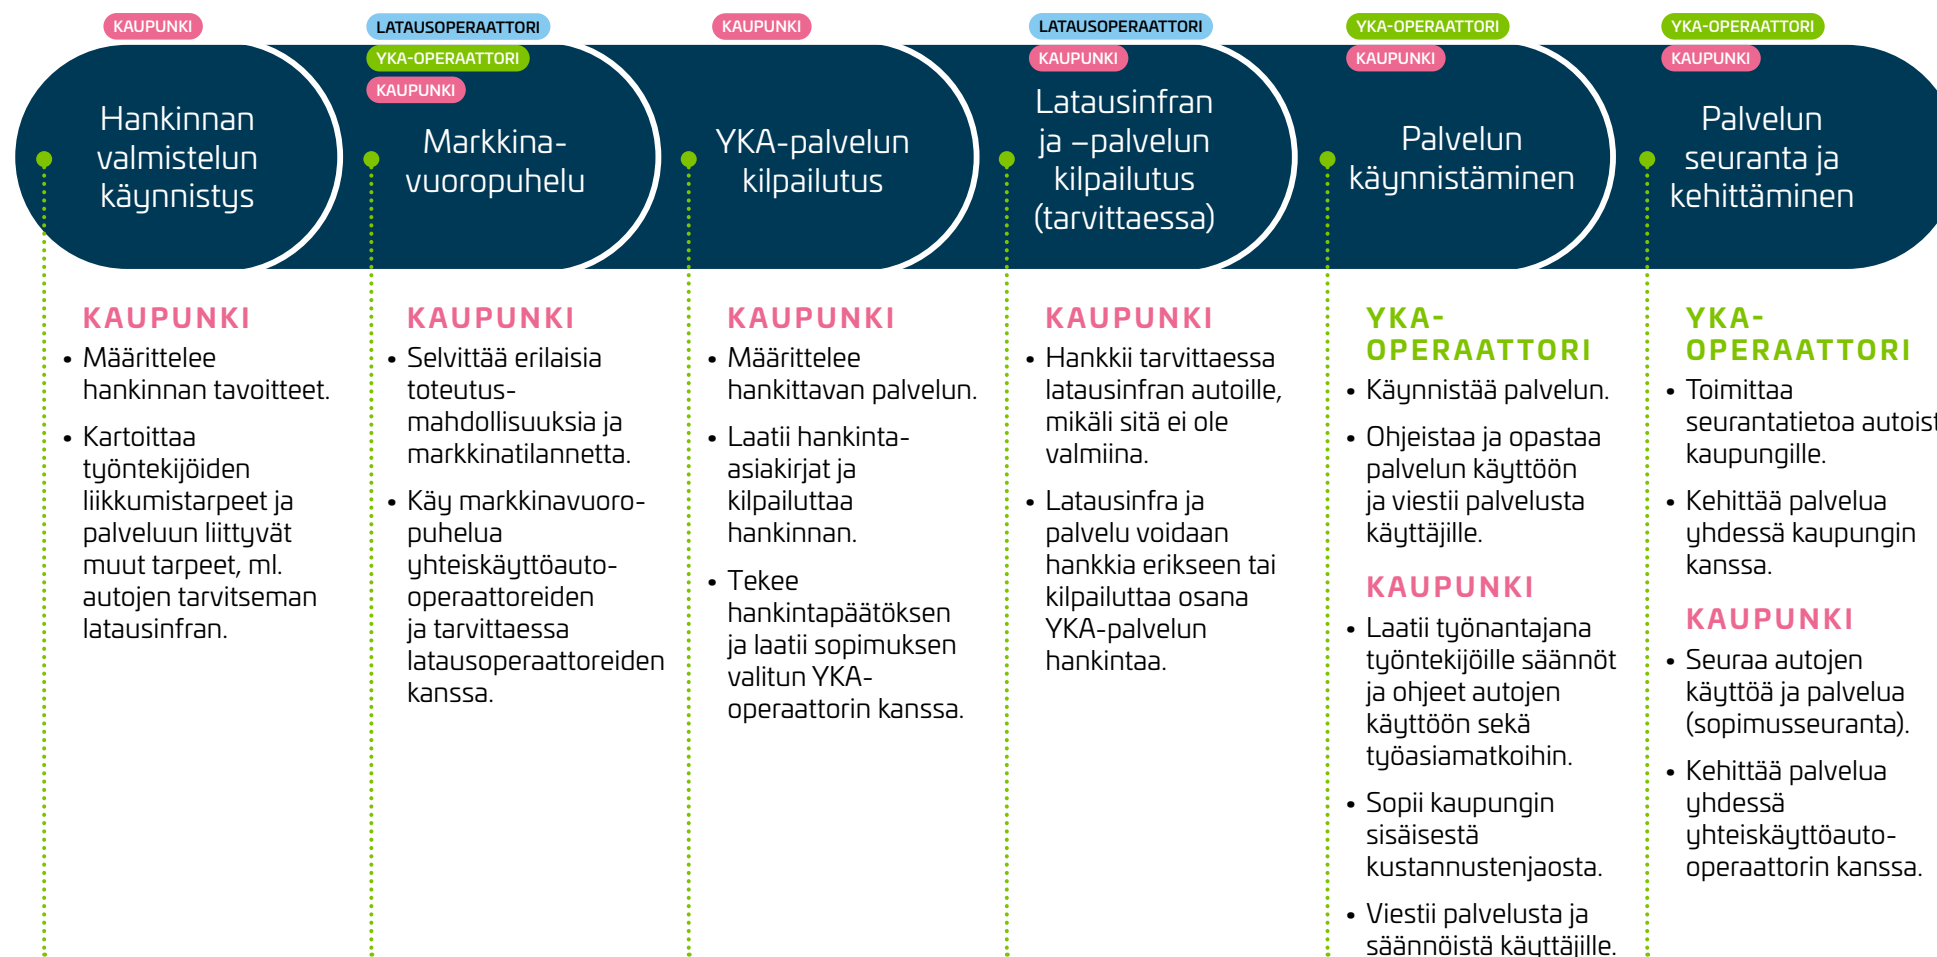 KAUPUNKI
Hankinnan
valmistelun
käynnistys
KAUPUNKI
• Määrittelee
hankinnan tavoitteet.
• Kartoittaa
työntekijöiden
liikkumistarpeet ja
palveluun liittyvät
muut tarpeet, ml.
autojen tarvitseman
latausinfran.
LATAUSOPERAATTORI
YKA-OPERAATTORI
KAUPUNKI
Markkina-
vuoropuhelu
KAUPUNKI
• Selvittää erilaisia
toteutus-
mahdollisuuksia ja
markkinatilannetta.
• Käy markkinavuoro-
puhelua
yhteiskäyttöauto-
operaattoreiden
ja tarvittaessa
latausoperaattoreiden
kanssa.
KAUPUNKI
YKA-palvelun
kilpailutus
KAUPUNKI
• Määrittelee
hankittavan palvelun.
• Laatii hankinta-
asiakirjat ja
kilpailuttaa
hankinnan.
• Tekee
hankintapäätöksen
ja laatii sopimuksen
valitun YKA-
operaattorin kanssa.
LATAUSOPERAATTORI
KAUPUNKI
Latausinfran
ja –palvelun
kilpailutus
(tarvittaessa)
KAUPUNKI
• Hankkii tarvittaessa
latausinfran autoille,
mikäli sitä ei ole
valmiina.
• Latausinfra ja
palvelu voidaan
hankkia erikseen tai
kilpailuttaa osana
YKA-palvelun
hankintaa.
YKA-OPERAATTORI
KAUPUNKI
Palvelun
käynnistäminen
YKA-
OPERAATTORI
• Käynnistää palvelun.
• Ohjeistaa ja opastaa
palvelun käyttöön
ja viestii palvelusta
käyttäjille.
KAUPUNKI
• Laatii työnantajana
työntekijöille säännöt
ja ohjeet autojen
käyttöön sekä
työasiamatkoihin.
• Sopii kaupungin
sisäisestä
kustannustenjaosta.
• Viestii palvelusta ja
säännöistä käyttäjille.
YKA-OPERAATTORI
KAUPUNKI
Palvelun
seuranta ja
kehittäminen
YKA-
OPERAATTORI
• Toimittaa
seurantatietoa
kaupungille.
• Kehittää palvelua
yhdessä kaupungin
kanssa.
KAUPUNKI
• Seuraa autojen
käyttöä ja palvelua
(sopimusseuranta).
• Kehittää palvelua
yhdessä
yhteiskäyttöauto-
operaattorin kanssa.